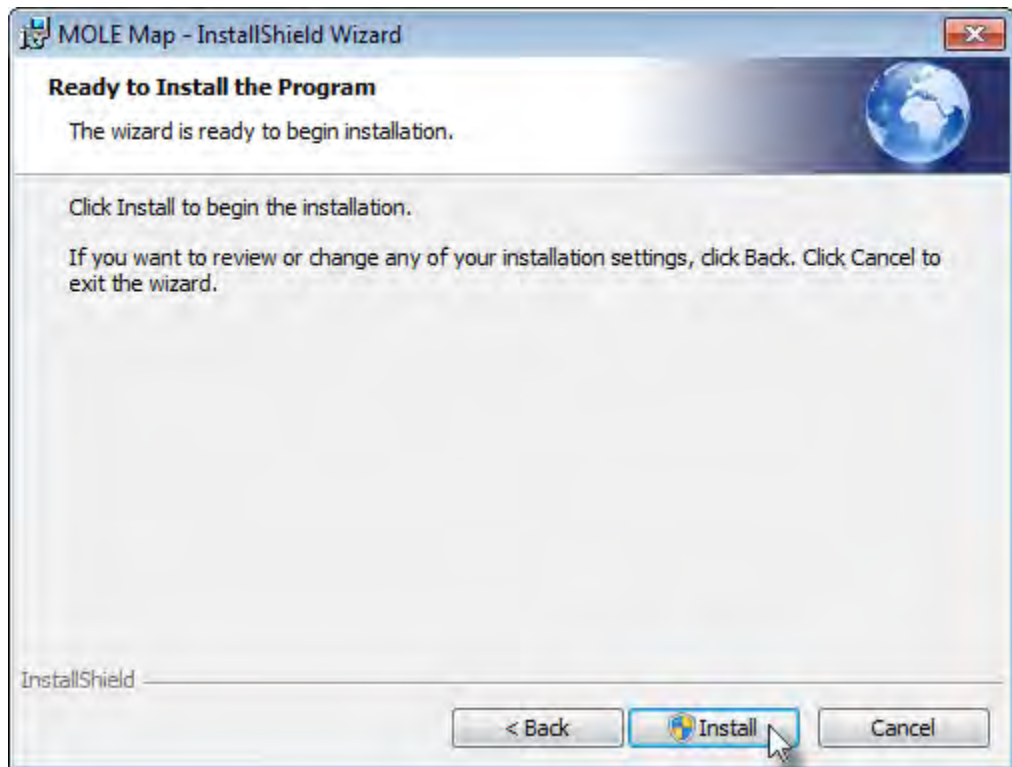 MOLE Map - InstallShield Wizard
Ready to Install the Program
The wizard is ready to begin installation.
Click Install to begin the installation.
If you want to review or change any of your installation settings, click Back. Click Cancel to
exit the wizard.
InstallShield
< Back
Install
Cancel